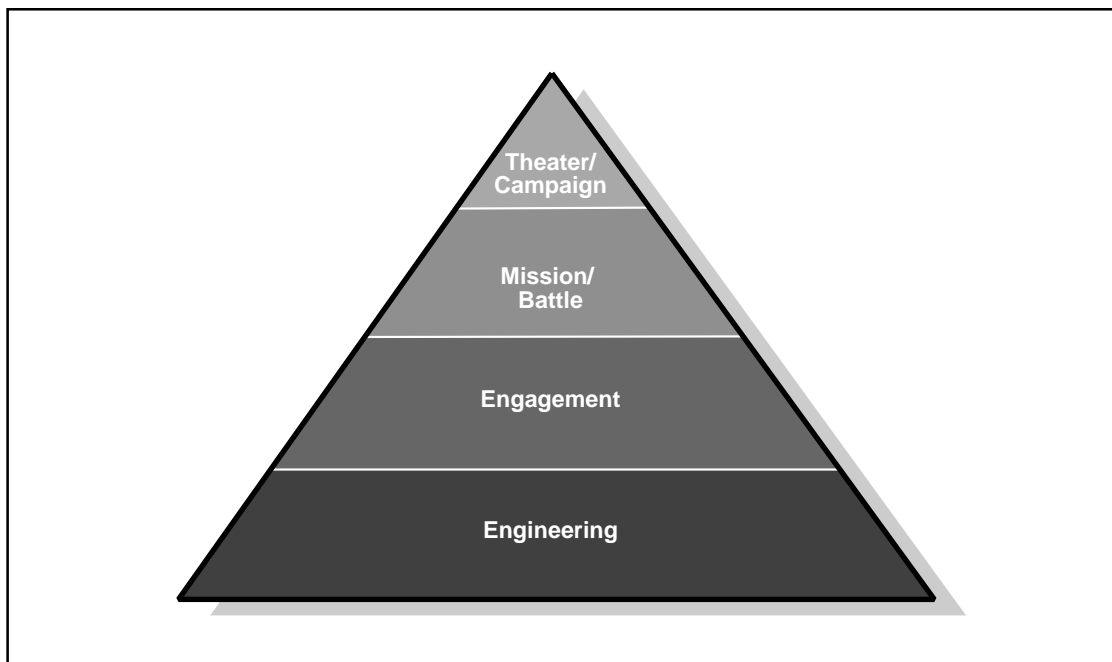 Theater/
Campaign
Mission/
Battle
Engagement
Engineering